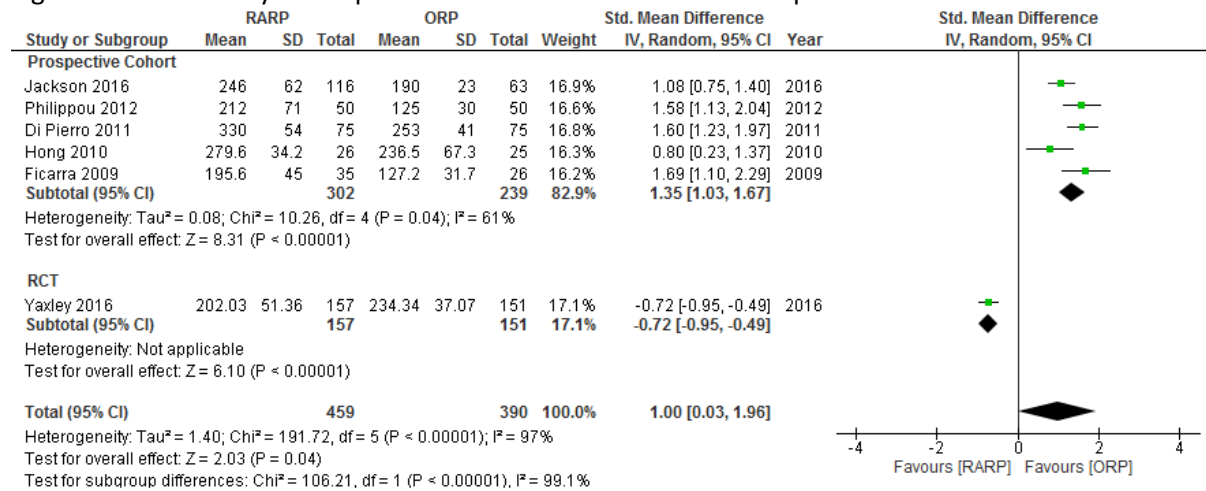 RARP ORP Std. Mean Difference Std. Mean Difference
Study or Subgroup Mean SD Total Mean SD Total Weight IV, Random, 95% CI Year IV, Random, 95% CI
Prospective Cohort
Jackson 2016 246 62 116 190 23 63 16.9% 1.08 [0.75, 1.40] 2016
Philippou 2012 212 71 50 125 30 50 16.5% 1.58 [1.13, 2.04] 2012
Di Pierro 2011 330 54 75 253 41 75 16.8% 1.60 [1.23, 1.97] 2011
Hong 2010 279.6 34.2 26 236.5 67.3 25 16.3% 0.80 [0.23, 1.37] 2010
Ficarra 2009 195.6 45 35 127.2 31.7 26 16.2% 1.69 [1.10, 2.29] 2009
Subtotal (95% CI) 302 239 82.9% 1.35 [1.03, 1.67]
Heterogeneity: Tau² = 0.08; Chi² = 10.26, df = 4 (P = 0.04); I² = 61%
Test for overall effect: Z = 8.31 (P < 0.00001)
RCT
Yaxley 2016 202.03 51.36 157 234.34 37.07 151 17.1% -0.72 [-0.95, -0.49] 2016
Subtotal (95% CI) 157 151 17.1% -0.72 [-0.95, -0.49]
Heterogeneity: Not applicable
Test for overall effect: Z = 6.10 (P < 0.00001)
Total (95% CI) 459 390 100.0% 1.00 [0.03, 1.96]
Heterogeneity: Tau² = 1.40; Chi² = 191.72, df = 5 (P < 0.00001); I² = 97%
Test for overall effect: Z = 2.03 (P = 0.04)
Test for subgroup differences: Chi² = 106.21, df = 1 (P < 0.00001), I² = 99.1%
-4 -2 0 2 4
Favours [RARP] Favours [ORP]